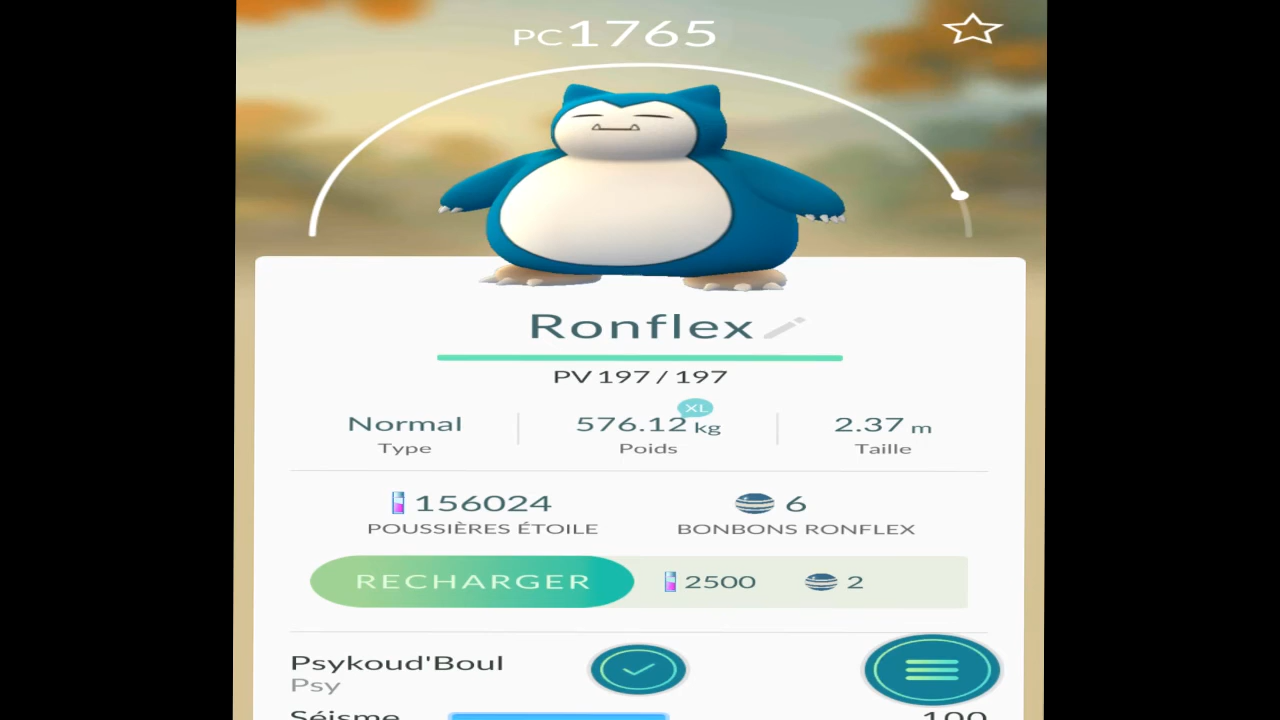 PC1765
Ronflex
PV 197 / 197
Normal
Type
XL
576.12 kg
Poids
2.37 m
Taille
156024
POUSSIÈRES ÉTOILE
6
BONBONS RONFLEX
RECHARGER 2500 2
Psykoud'Boul
Psy
Séisme 100